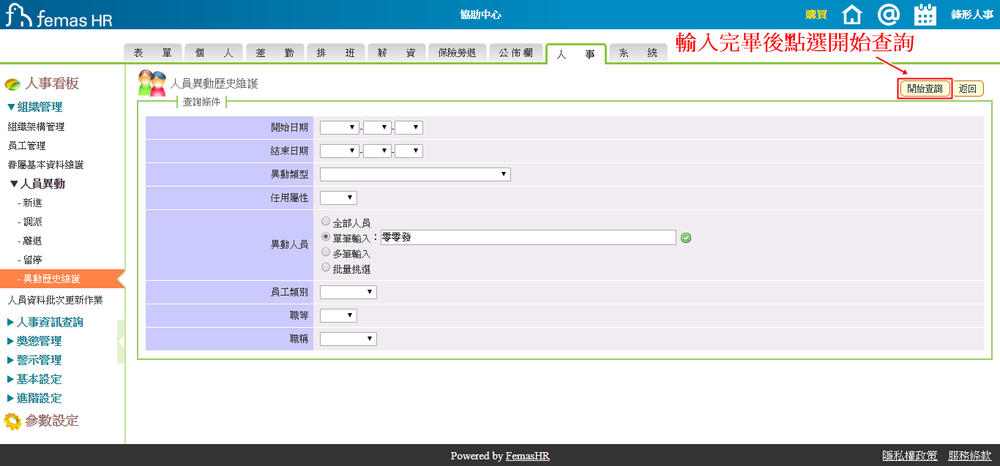 femas HR
協助中心
購買
鋒形人事
輸入完畢後點選開始查詢
表 單
個 人
差 勤
排 班
薪 資
保險勞退
公 佈 欄
人 事
系 統
人事看板
▼組織管理
組織架構管理
員工管理
眷屬基本資料維護
▼人員異動
- 新進
- 調派
- 離退
- 留停
- 異動歷史維護
人員資料批次更新作業
▶人事資訊查詢
▶獎懲管理
▶警示管理
▶基本設定
▶進階設定
參數設定
人員異動歷史維護
開始查詢
返回
查詢條件
開始日期
結束日期
異動類型
任用屬性
異動人員
全部人員
單筆輸入：零零發
多筆輸入
批量挑選
員工類別
職等
職稱
Powered by FemasHR
隱私權政策 服務條款